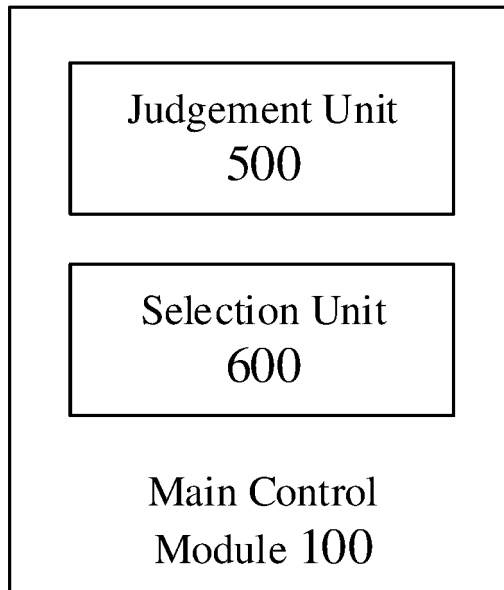 Judgement Unit
500
Selection Unit
600
Main Control
Module 100